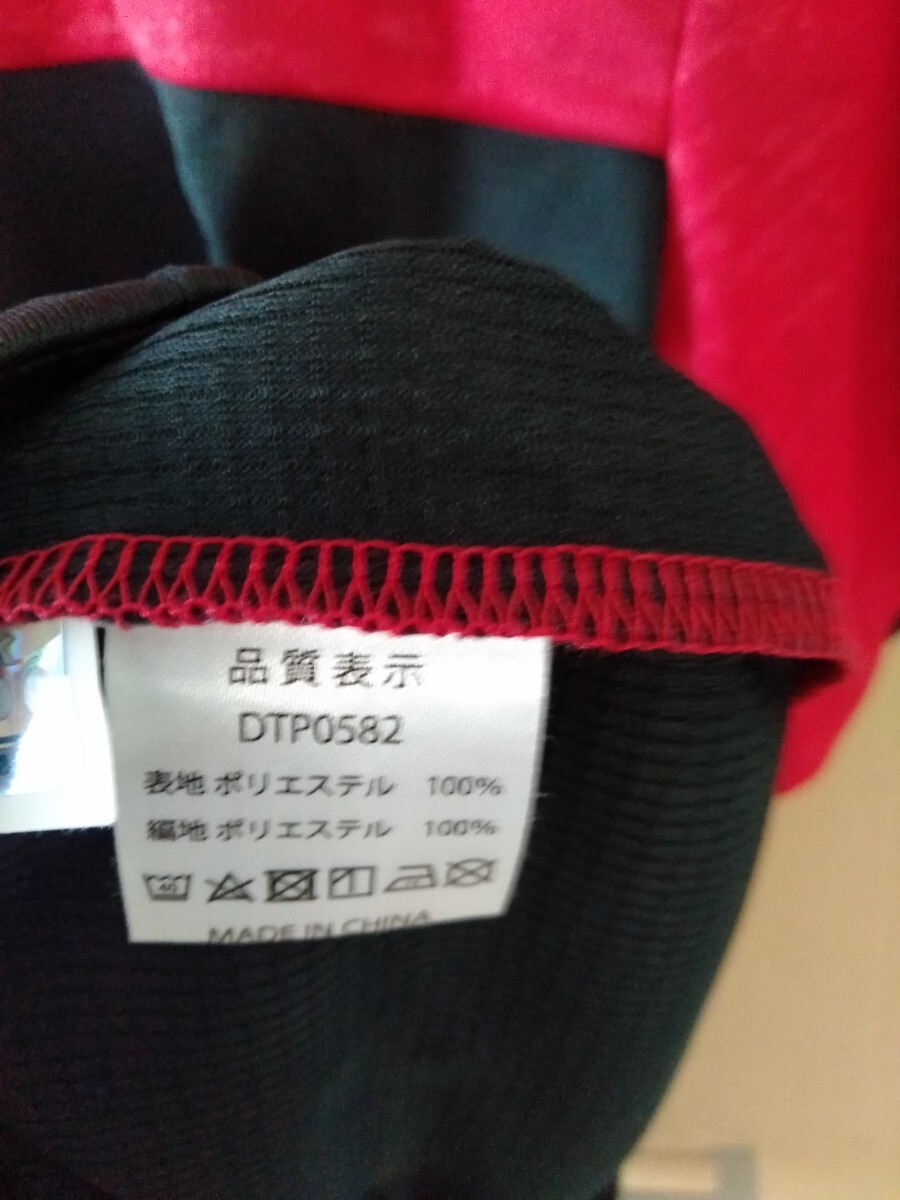 品質表示
DTP0582
表地 ポリエステル 100%
編地 ポリエステル 100%
40
MADE IN CHINA